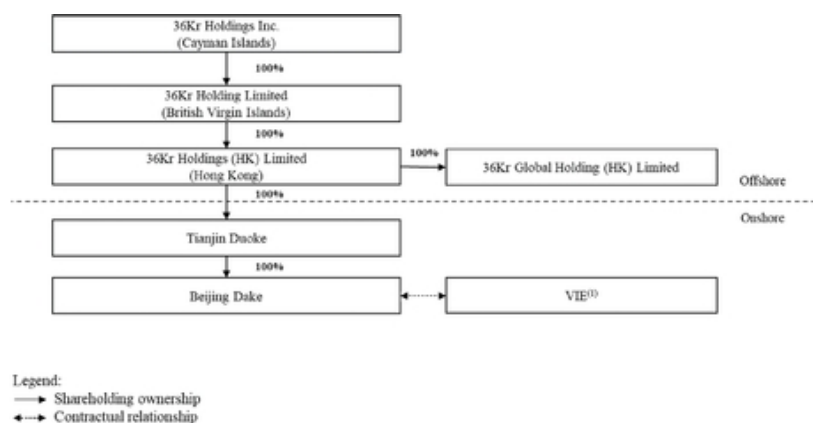 36Kr Holdings Inc.
(Cayman Islands)
100%
36Kr Holding Limited
(British Virgin Islands)
100%
36Kr Holdings (HK) Limited
(Hong Kong)
100%
36Kr Global Holding (HK) Limited
Offshore
100%
Onshore
Tianjin Duoke
100%
Beijing Dake
VIE(1)
Legend:
Shareholding ownership
Contractual relationship